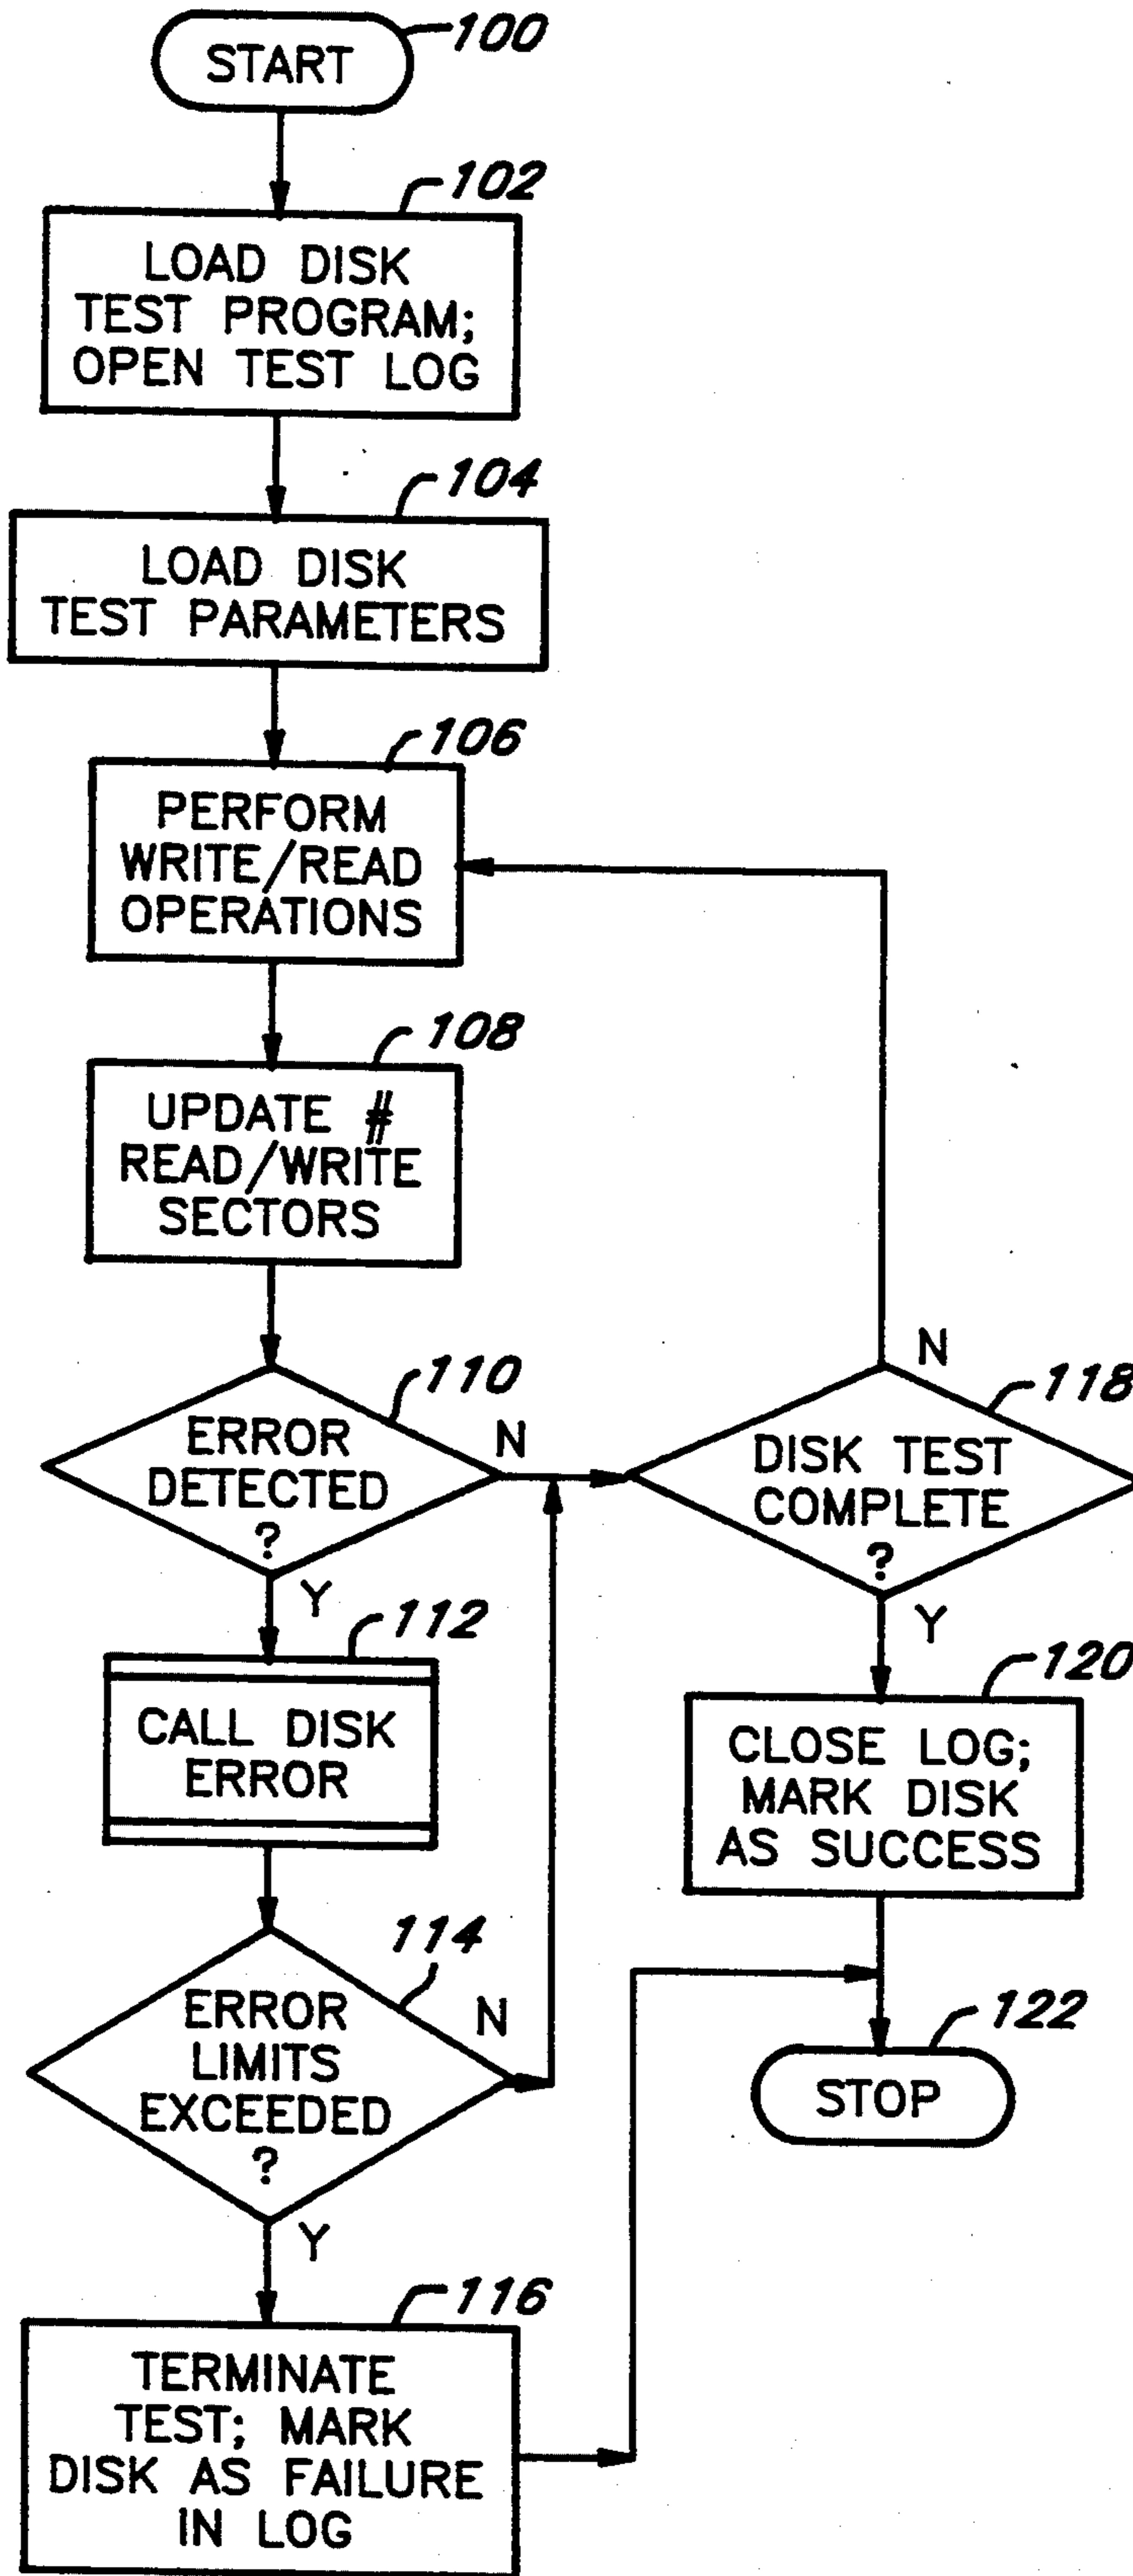 100
START
102
LOAD DISK
TEST PROGRAM;
OPEN TEST LOG
104
LOAD DISK
TEST PARAMETERS
106
PERFORM
WRITE/READ
OPERATIONS
108
UPDATE #
READ/WRITE
SECTORS
110
ERROR
DETECTED
?
N
Y
112
CALL DISK
ERROR
114
ERROR
LIMITS
EXCEEDED
?
N
Y
116
TERMINATE
TEST; MARK
DISK AS FAILURE
IN LOG
N
118
DISK TEST
COMPLETE
?
Y
120
CLOSE LOG;
MARK DISK
AS SUCCESS
122
STOP